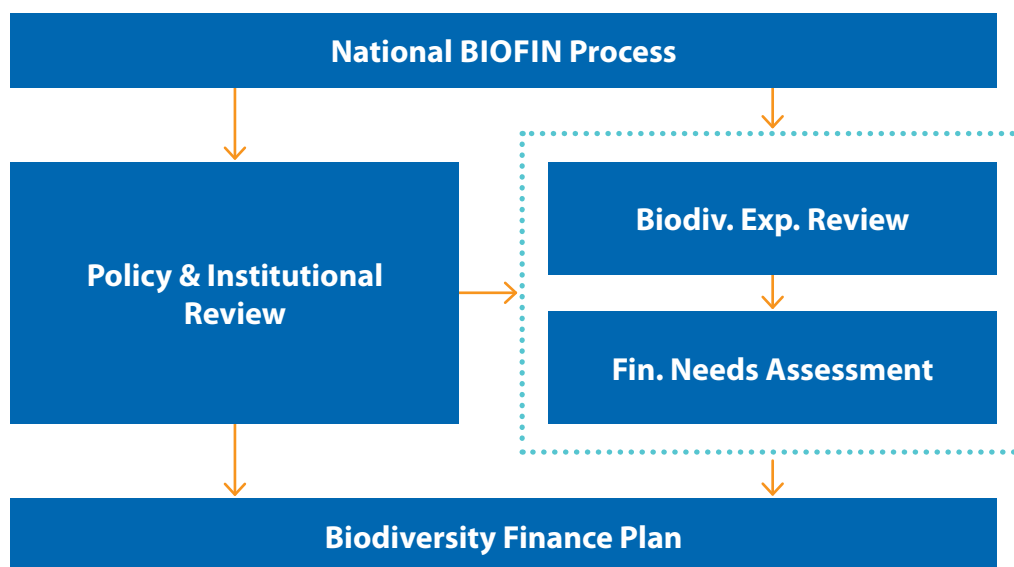 National BIOFIN Process
Policy & Institutional
Review
Biodiv. Exp. Review
Fin. Needs Assessment
Biodiversity Finance Plan